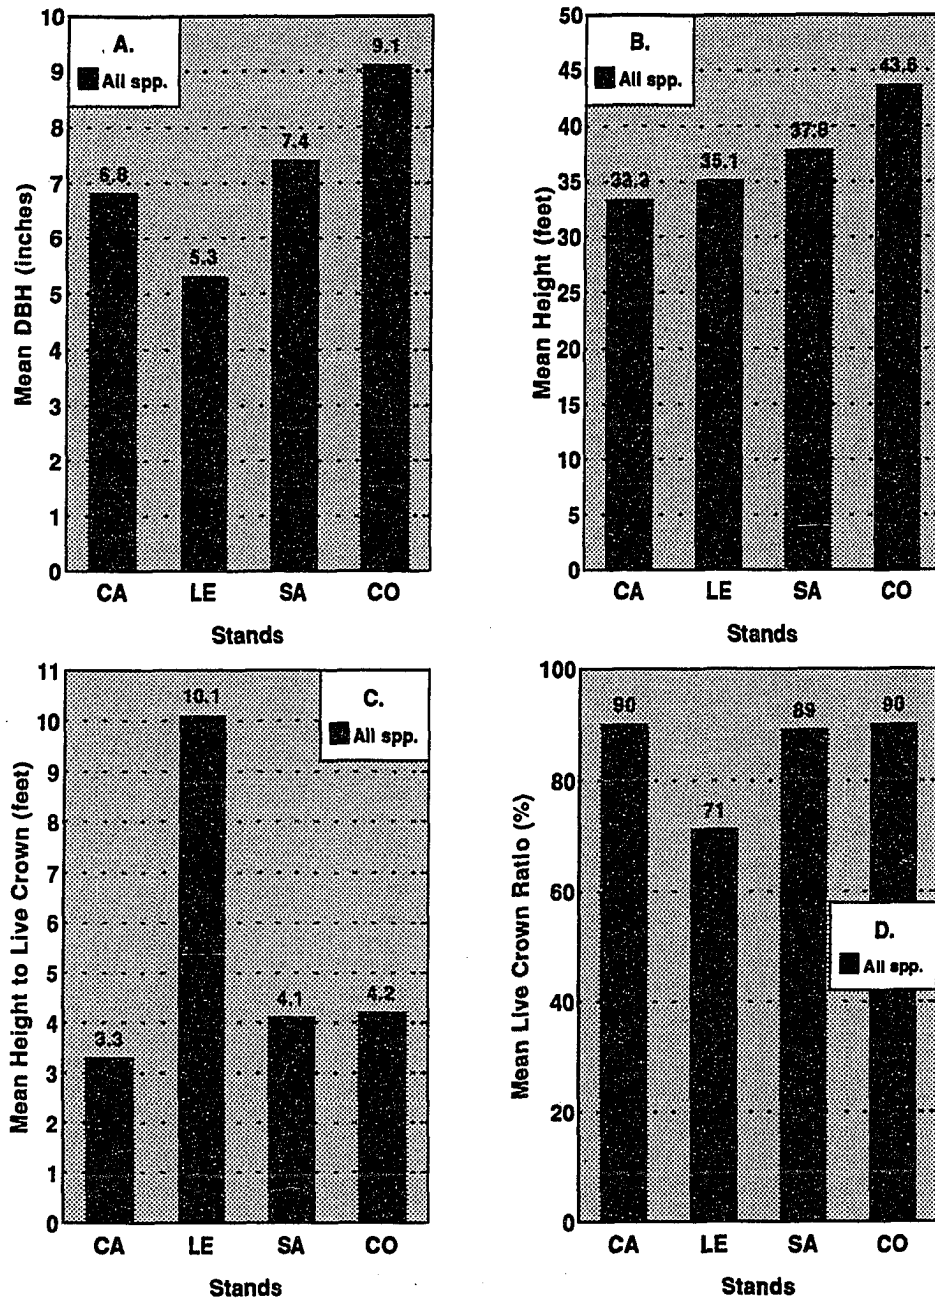 A.
All spp.
Mean DBH (inches)
10
9
8
7
6
5
4
3
2
1
0
6.8
5.3
7.4
9.1
CA LE SA CO
Stands
B.
All spp.
Mean Height (feet)
50
45
40
35
30
25
20
15
10
5
0
33.3
35.1
37.8
43.6
CA LE SA CO
Stands
C.
All spp.
Mean Height to Live Crown (feet)
11
10
9
8
7
6
5
4
3
2
1
0
3.3
10.1
4.1
4.2
CA LE SA CO
Stands
D.
All spp.
Mean Live Crown Ratio (%)
100
80
60
40
20
0
90
71
89
90
CA LE SA CO
Stands